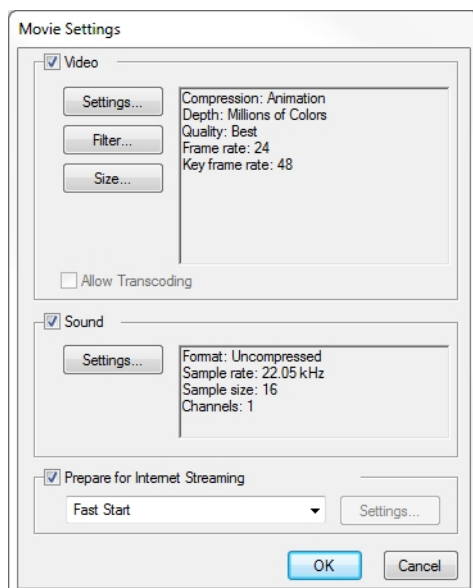 Movie Settings
Video
Settings...
Filter...
Size...
Compression: Animation
Depth: Millions of Colors
Quality: Best
Frame rate: 24
Key frame rate: 48
Allow Transcoding
Sound
Settings...
Format: Uncompressed
Sample rate: 22.05 kHz
Sample size: 16
Channels: 1
Prepare for Internet Streaming
Fast Start
Settings...
OK
Cancel